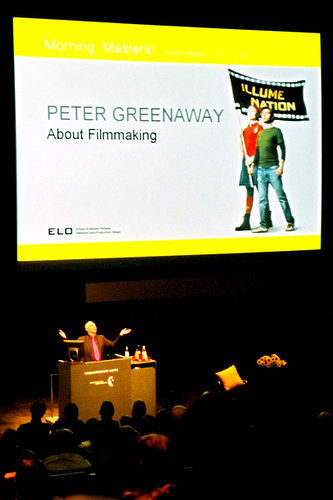 Morning Masters
PETER GREENAWAY
About Filmmaking
ILLUME
NATION
ELO